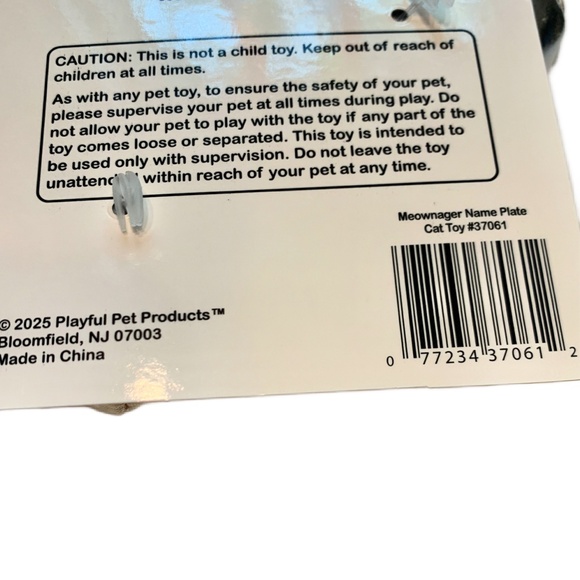 CAUTION: This is not a child toy. Keep out of reach of
children at all times.
As with any pet toy, to ensure the safety of your pet,
please supervise your pet at all times during play. Do
not allow your pet to play with the toy if any part of the
toy comes loose or separated. This toy is intended to
be used only with supervision. Do not leave the toy
within reach of your pet at any time.
Meownager Name Plate
Cat Toy #37061
© 2025 Playful Pet Products™
Bloomfield, NJ 07003
Made in China
0 77234 37061 2